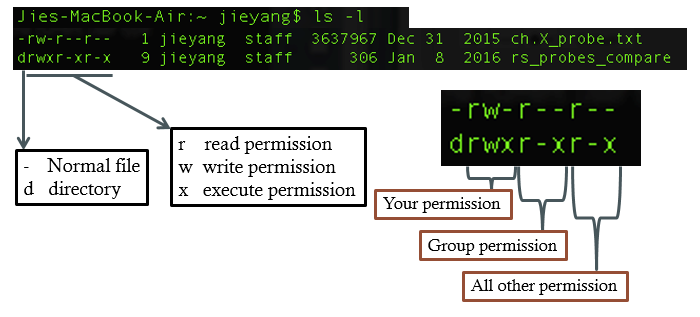 Jies-MacBook-Air:~ jieyang$ ls -l
-rw-r--r-- 1 jieyang staff 3637967 Dec 31 2015 ch.X_probe.txt
drwxr-xr-x 9 jieyang staff 306 Jan 8 2016 rs_probes_compare
- Normal file
d directory
r read permission
w write permission
x execute permission
-rw-r--r--
drwxr-xr-x
Your permission
Group permission
All other permission